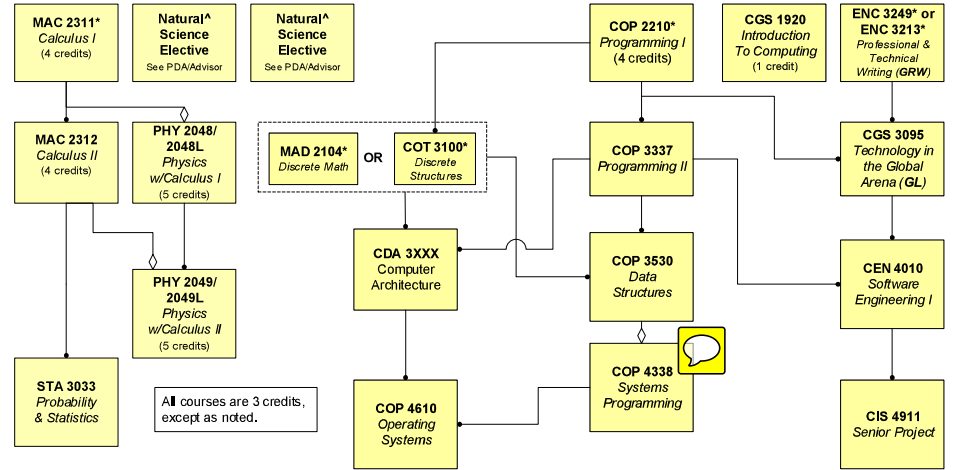 MAC 2311*
Calculus I
(4 credits)
Natural^
Science
Elective
See PDA/Advisor
Natural^
Science
Elective
See PDA/Advisor
COP 2210*
Programming I
(4 credits)
CGS 1920
Introduction
To Computing
(1 credit)
ENC 3249* or
ENC 3213*
Professional &
Technical
Writing (GRW)
MAC 2312
Calculus II
(4 credits)
PHY 2048/
2048L
Physics
w/Calculus I
(5 credits)
MAD 2104*
Discrete Math
OR
COT 3100*
Discrete
Structures
COP 3337
Programming II
CGS 3095
Technology in
the Global
Arena (GL)
CDA 3XXX
Computer
Architecture
COP 3530
Data
Structures
CEN 4010
Software
Engineering I
PHY 2049/
2049L
Physics
w/Calculus II
(5 credits)
STA 3033
Probability
& Statistics
All courses are 3 credits,
except as noted.
COP 4610
Operating
Systems
COP 4338
Systems
Programming
CIS 4911
Senior Project